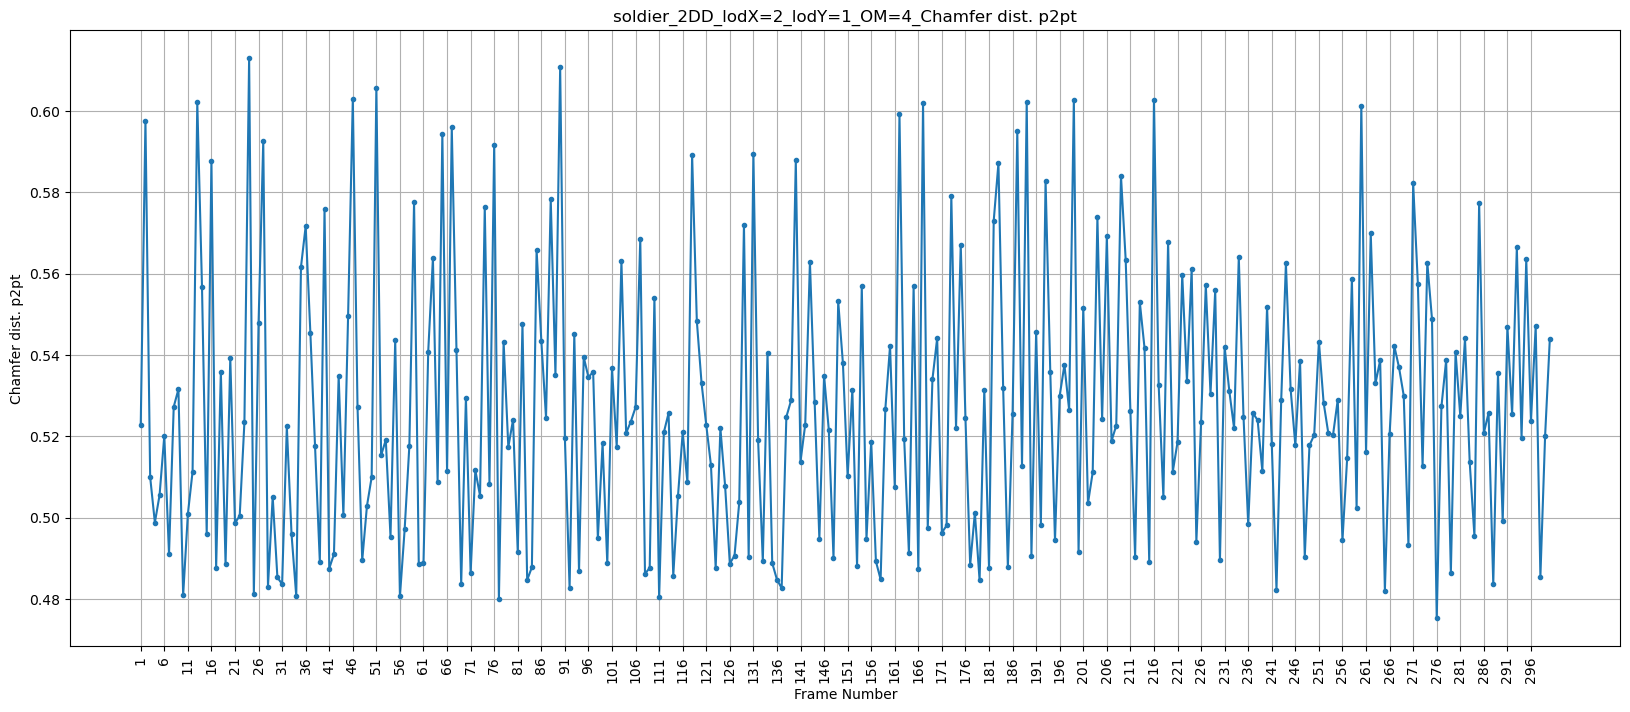 soldier_2DD_lodX=2_lodY=1_OM=4_Chamfer dist. p2pt
Chamfer dist. p2pt
0.60
0.58
0.56
0.54
0.52
0.50
0.48
1 6 11 16 21 26 31 36 41 46 51 56 61 66 71 76 81 86 91 96 101 106 111 116 121 126 131 136 141 146 151 156 161 166 171 176 181 186 191 196 201 206 211 216 221 226 231 236 241 246 251 256 261 266 271 276 281 286 291 296
Frame Number